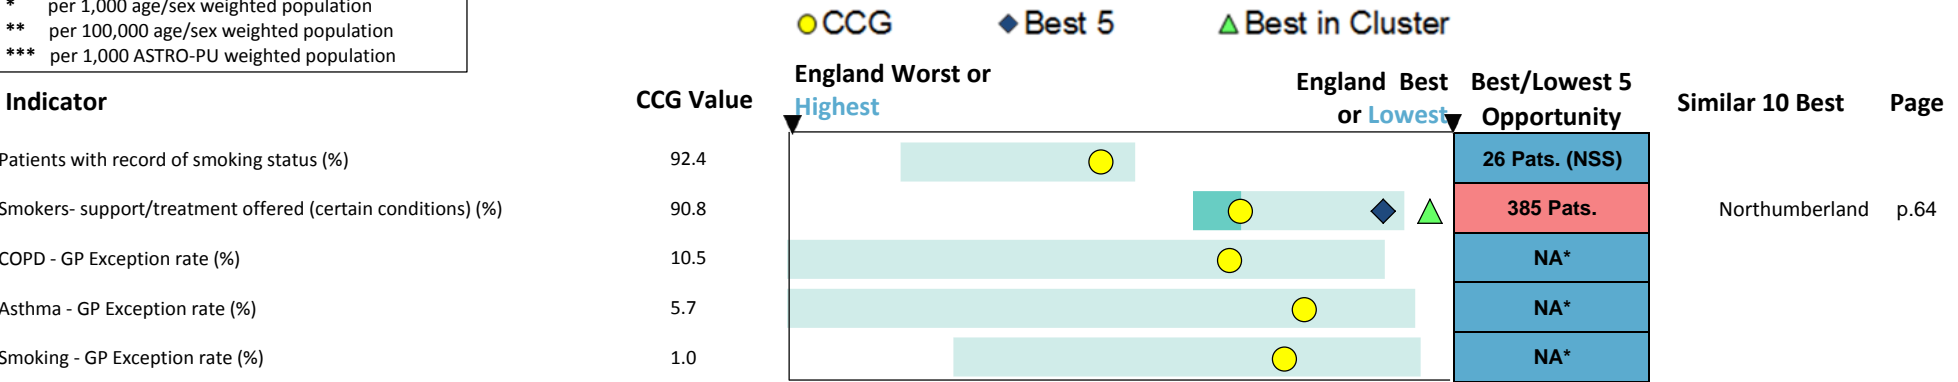 * per 1,000 age/sex weighted population
** per 100,000 age/sex weighted population
*** per 1,000 ASTRO-PU weighted population
CCG Best 5 Best in Cluster
Indicator CCG Value England Worst or Highest England Best or Lowest Best/Lowest 5 Opportunity Similar 10 Best Page
Patients with record of smoking status (%) 92.4 26 Pats. (NSS)
Smokers- support/treatment offered (certain conditions) (%) 90.8 385 Pats. Northumberland p.64
COPD - GP Exception rate (%) 10.5 NA*
Asthma - GP Exception rate (%) 5.7 NA*
Smoking - GP Exception rate (%) 1.0 NA*